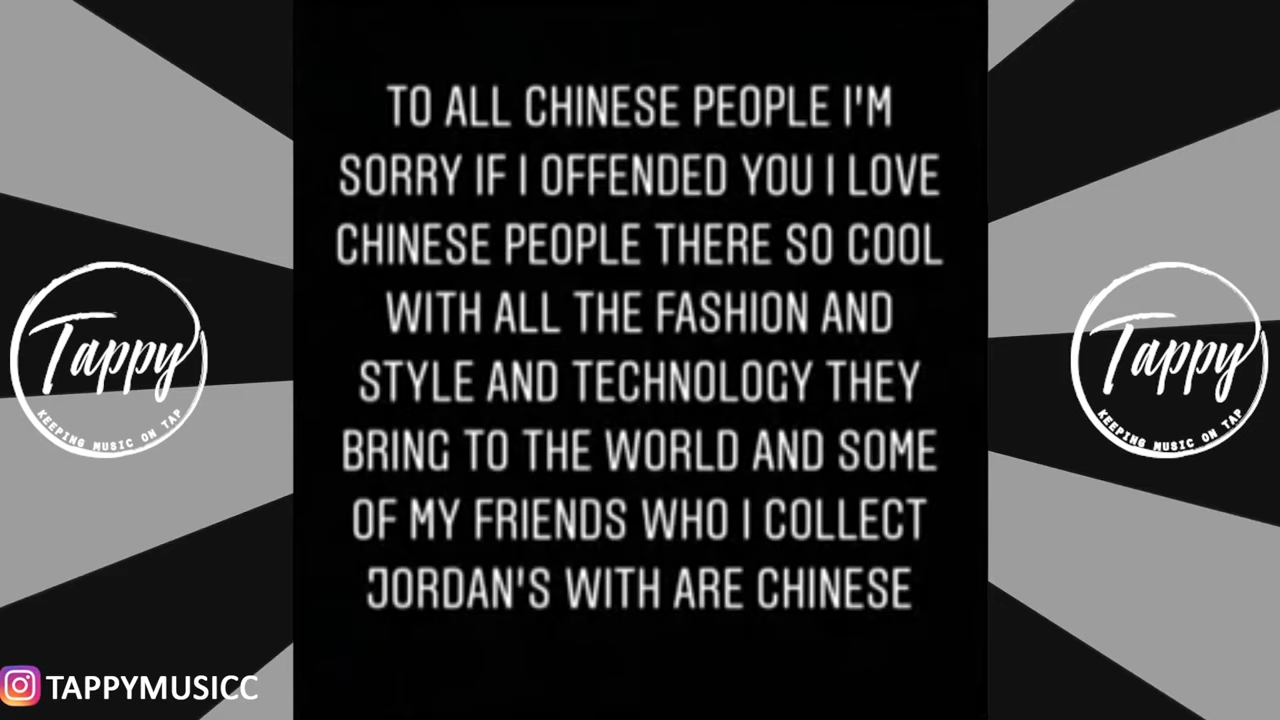 TO ALL CHINESE PEOPLE I'M
SORRY IF I OFFENDED YOU I LOVE
CHINESE PEOPLE THERE SO COOL
WITH ALL THE FASHION AND
STYLE AND TECHNOLOGY THEY
BRING TO THE WORLD AND SOME
OF MY FRIENDS WHO I COLLECT
JORDAN'S WITH ARE CHINESE
Tappy
KEEPING MUSIC ON TAP
Tappy
KEEPING MUSIC ON TAP
TAPPYMUSICC